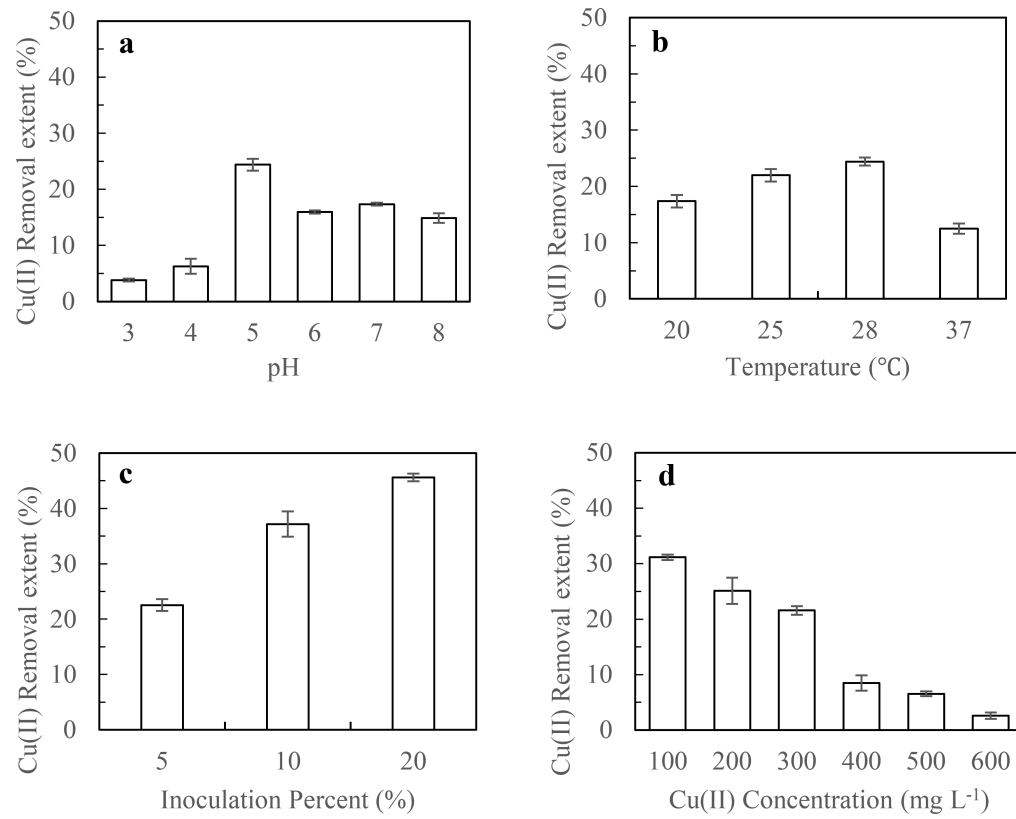 a
Cu(II) Removal extent (%)
50
40
30
20
10
0
3 4 5 6 7 8
pH
b
Cu(II) Removal extent (%)
50
40
30
20
10
0
20 25 28 37
Temperature (℃)
c
Cu(II) Removal extent (%)
50
40
30
20
10
0
5 10 20
Inoculation Percent (%)
d
Cu(II) Removal extent (%)
50
40
30
20
10
0
100 200 300 400 500 600
Cu(II) Concentration (mg L⁻¹)